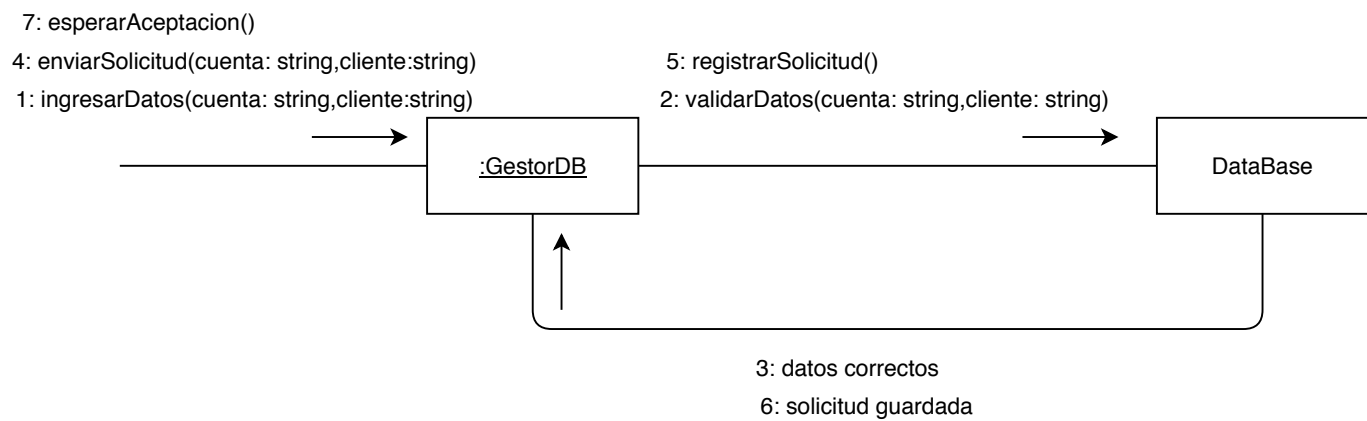 7: esperarAceptacion()
4: enviarSolicitud(cuenta: string,cliente:string)
1: ingresarDatos(cuenta: string,cliente:string)
5: registrarSolicitud()
2: validarDatos(cuenta: string,cliente: string)
:GestorDB
DataBase
3: datos correctos
6: solicitud guardada